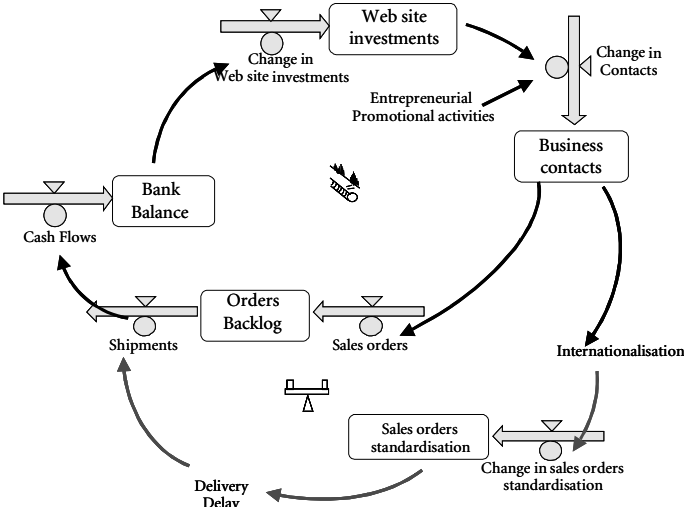 Web site
investments
Change in
Web site investments
Change in
Contacts
Entrepreneurial
Promotional activities
Business
contacts
Bank
Balance
Cash Flows
Orders
Backlog
Shipments
Sales orders
Internationalisation
Sales orders
standardisation
Change in sales orders
standardisation
Delivery
Delay